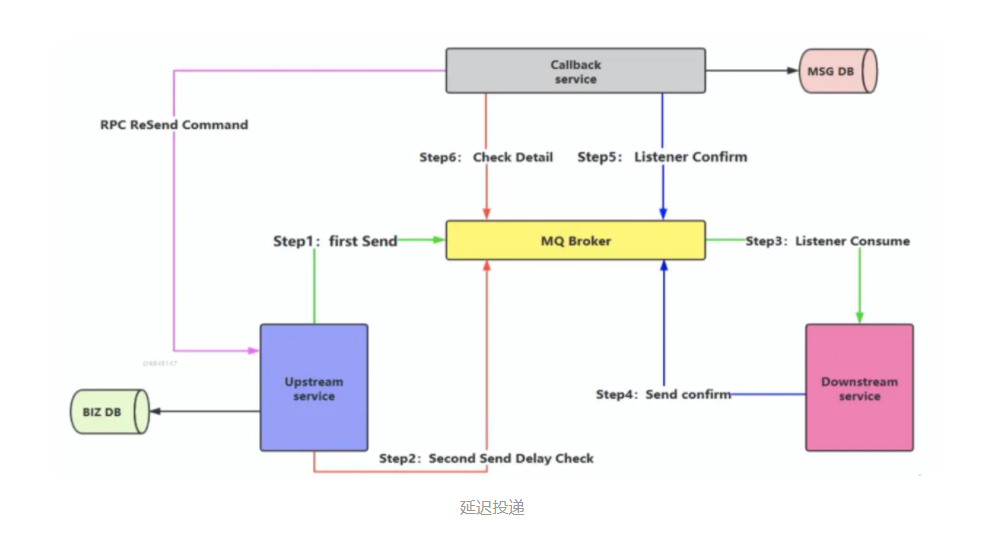 Callback
service
MSG DB
RPC ReSend Command
Step6: Check Detail
Step5: Listener Confirm
Step1: first Send
MQ Broker
Step3: Listener Consume
Upstream
service
Downstream
service
BIZ DB
Step4: Send confirm
Step2: Second Send Delay Check
延迟投递